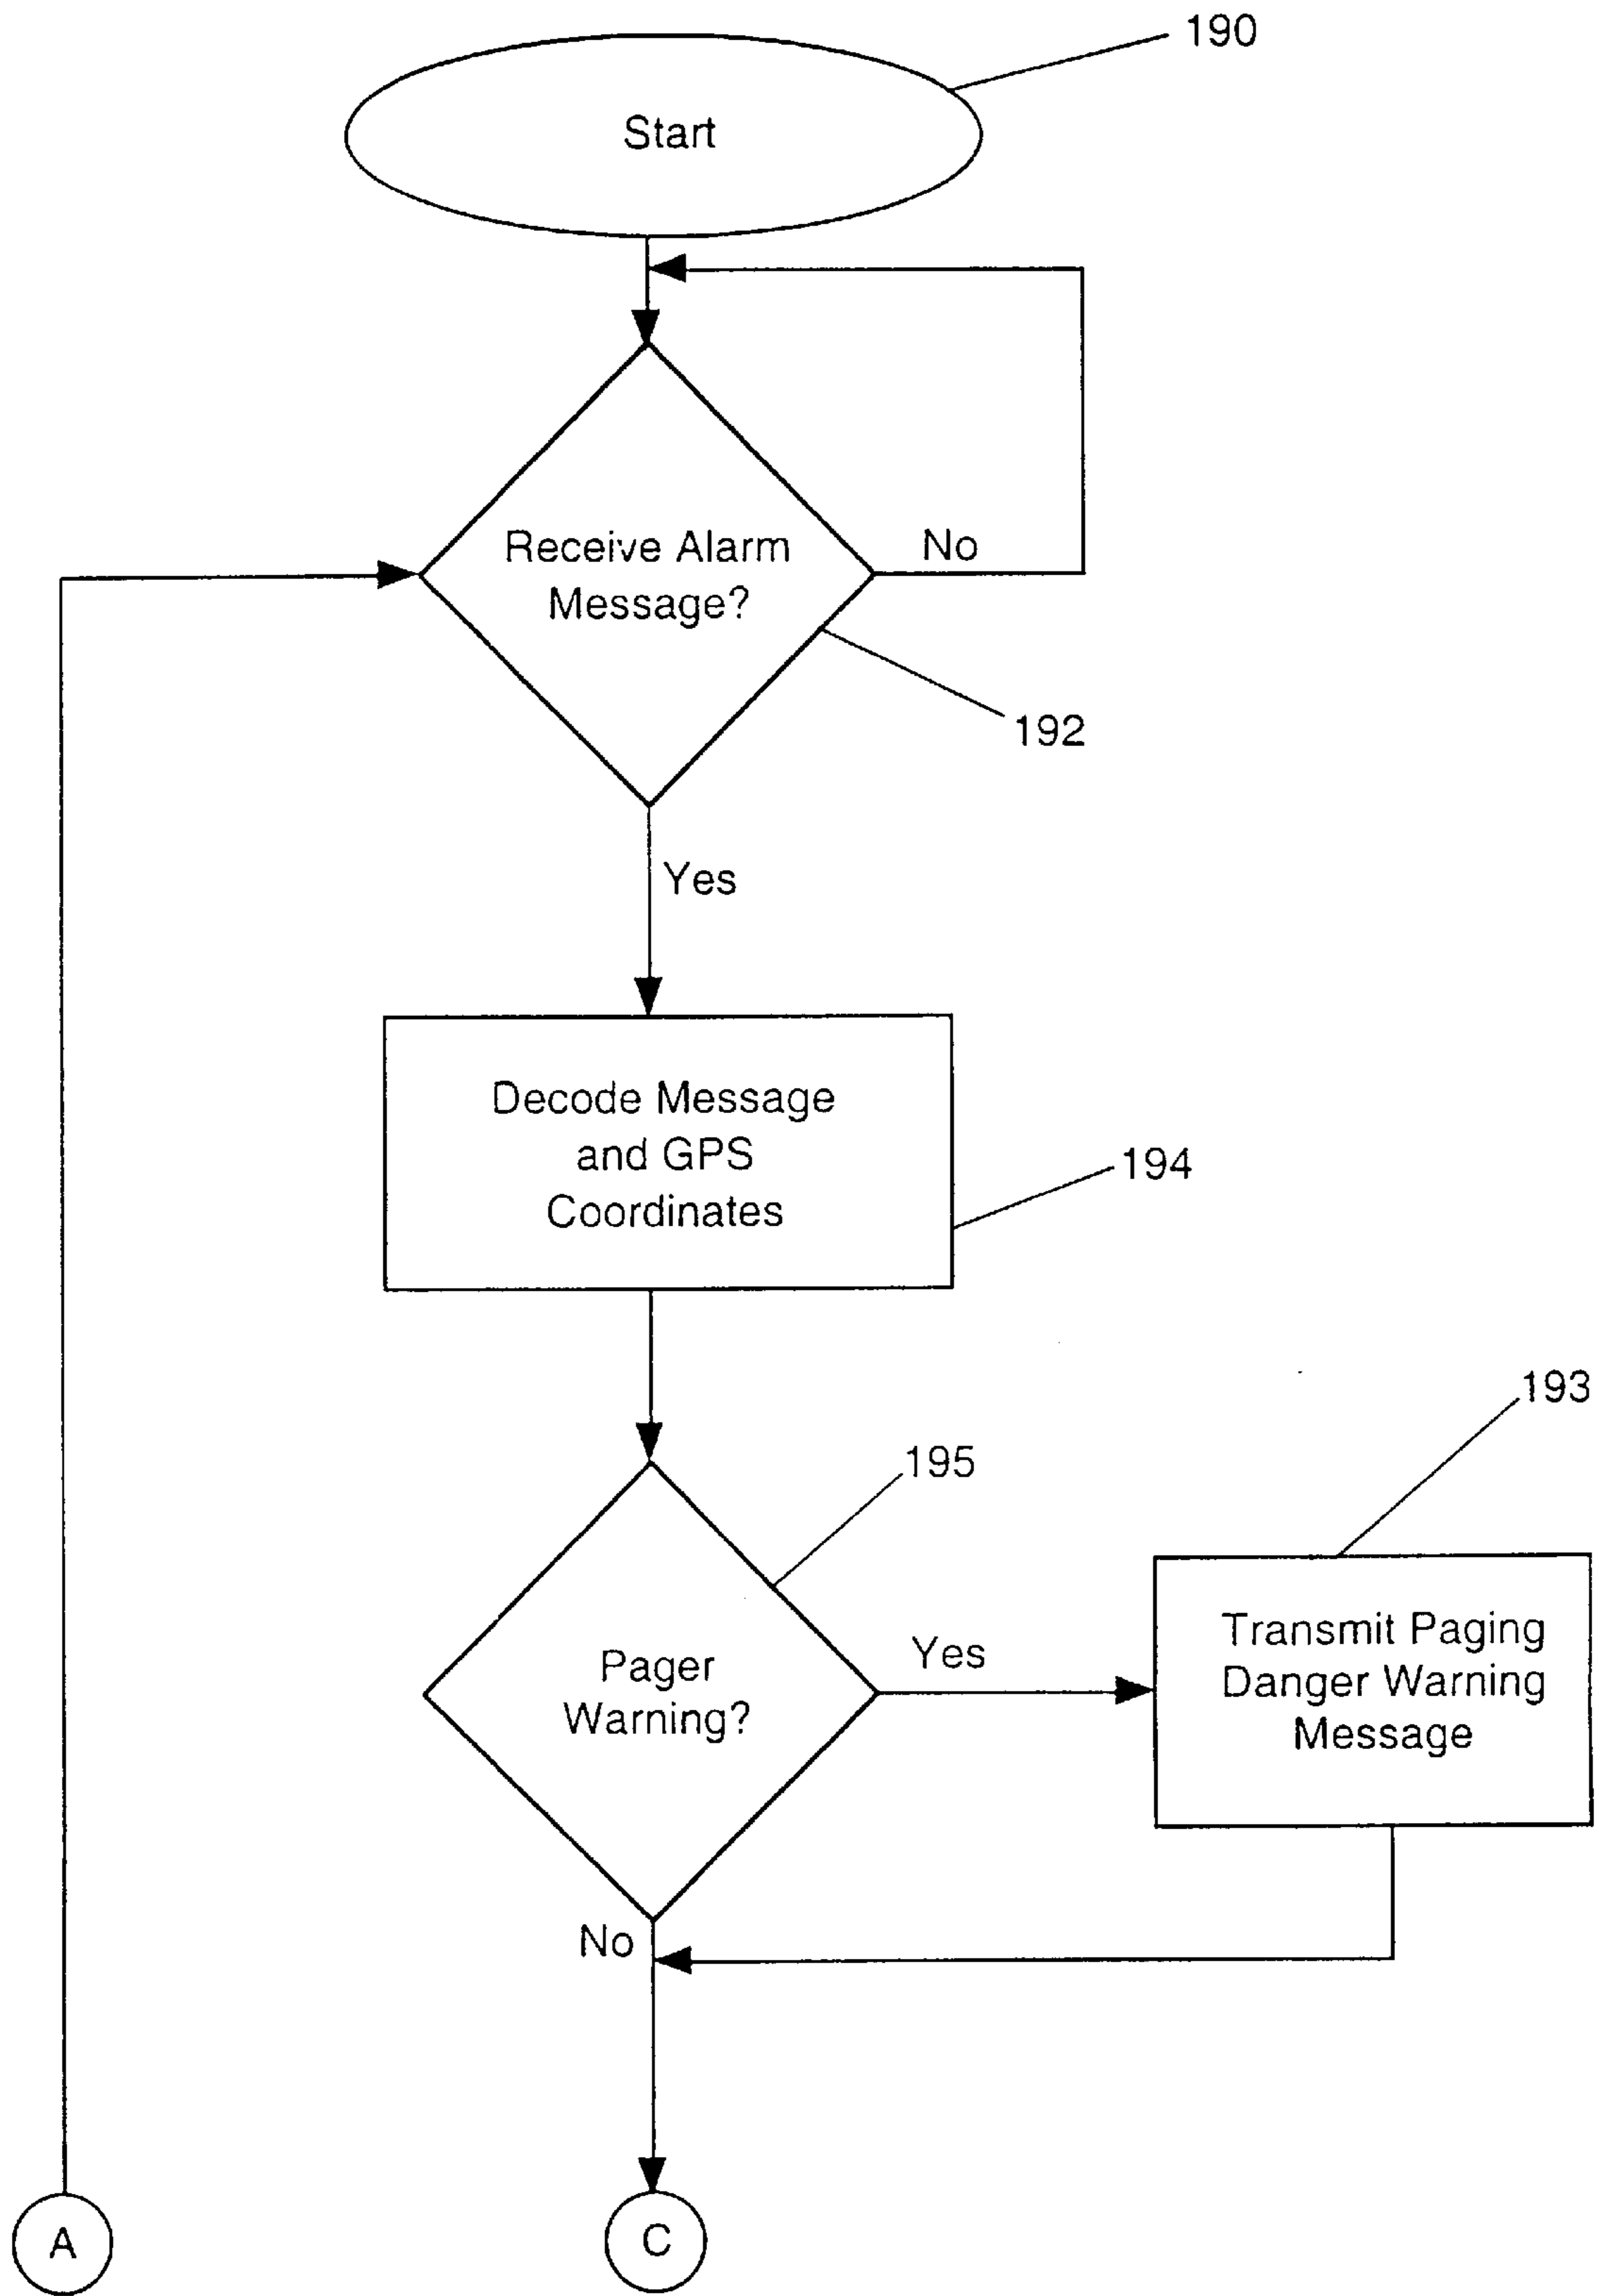 190
Start
Receive Alarm
Message?
No
192
Yes
Decode Message
and GPS
Coordinates
194
193
195
Pager
Warning?
Yes
Transmit Paging
Danger Warning
Message
No
A
C